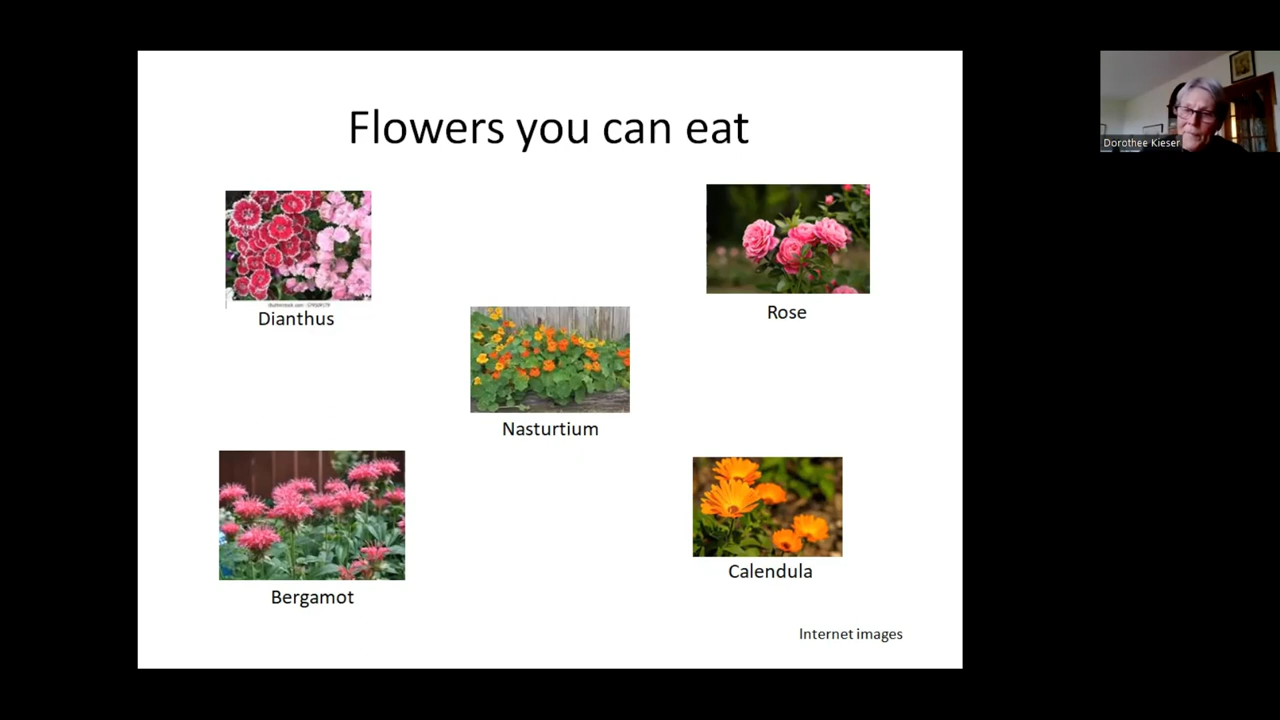 Flowers you can eat
Dorothee Kieser
Dianthus
Rose
Nasturtium
Bergamot
Calendula
Internet images